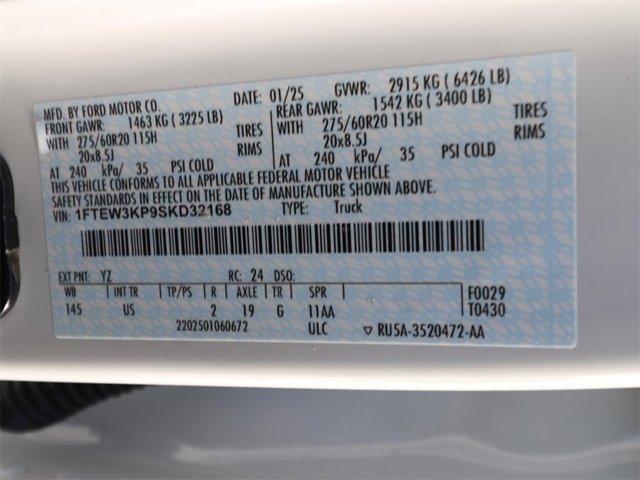 MFD. BY FORD MOTOR CO. DATE: 01/25 GVWR: 2915 KG ( 6426 LB)
FRONT GAWR: 1463 KG ( 3225 LB) REAR GAWR: 1542 KG ( 3400 LB)
WITH 275/60R20 115H TIRES WITH 275/60R20 115H TIRES
20x8.5J RIMS 20x8.5J RIMS
AT 240 kPa/ 35 PSI COLD AT 240 kPa/ 35 PSI COLD
THIS VEHICLE CONFORMS TO ALL APPLICABLE FEDERAL MOTOR VEHICLE
SAFETY STANDARDS IN EFFECT ON THE DATE OF MANUFACTURE SHOWN ABOVE.
VIN: 1FTEW3KP9SKD32168 TYPE: Truck
EXT PNT: YZ RC: 24 DSO:
WB INT TR TP/PS R AXLE TR SPR F0029
145 US 2 19 G 11AA T0430
2202501060672 ULC ▽ RU5A-3520472-AA